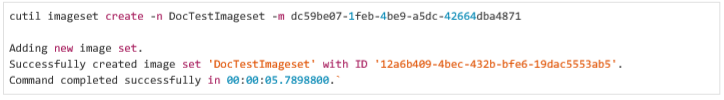 cutil imageset create -n DocTestImageset -m dc59be07-1feb-4be9-a5dc-42664dba4871
Adding new image set.
Successfully created image set 'DocTestImageset' with ID '12a6b409-4bec-432b-bfe6-19dac5553ab5'.
Command completed successfully in 00:00:05.7898800.`